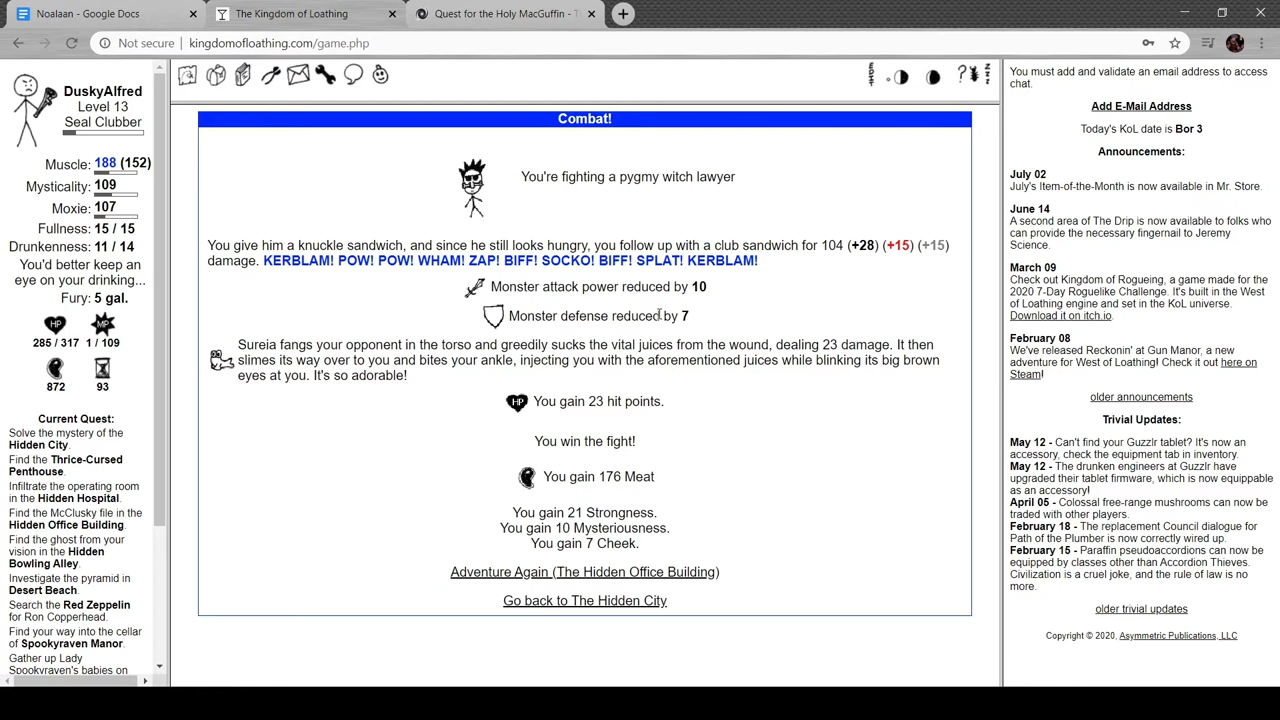 Noalaan - Google Docs
The Kingdom of Loathing
Quest for the Holy MacGuffin - T
Not secure | kingdomofloathing.com/game.php
DuskyAlfred
Level 13
Seal Clubber
Muscle: 188 (152)
Mysticality: 109
Moxie: 107
Fullness: 15 / 15
Drunkenness: 11 / 14
You'd better keep an
eye on your drinking...
Fury: 5 gal.
HP
MP
285 / 317
1 / 109
872
93
Current Quest:
Solve the mystery of the
Hidden City.
Find the Thrice-Cursed
Penthouse.
Infiltrate the operating room
in the Hidden Hospital.
Find the McClusky file in the
Hidden Office Building.
Find the ghost from your
vision in the Hidden
Bowling Alley.
Investigate the pyramid in
Desert Beach.
Search the Red Zeppelin
for Ron Copperhead.
Find your way into the cellar
of Spookyraven Manor.
Gather up Lady
Spookyraven's babies on
Combat!
You're fighting a pygmy witch lawyer
You give him a knuckle sandwich, and since he still looks hungry, you follow up with a club sandwich for 104 (+28) (+15) (+15)
damage. KERBLAM! POW! POW! WHAM! ZAP! BIFF! SOCKO! BIFF! SPLAT! KERBLAM!
Monster attack power reduced by 10
Monster defense reduced by 7
Sureia fangs your opponent in the torso and greedily sucks the vital juices from the wound, dealing 23 damage. It then
slimes its way over to you and bites your ankle, injecting you with the aforementioned juices while blinking its big brown
eyes at you. It's so adorable!
HP You gain 23 hit points.
You win the fight!
You gain 176 Meat
You gain 21 Strongness.
You gain 10 Mysteriousness.
You gain 7 Cheek.
Adventure Again (The Hidden Office Building)
Go back to The Hidden City
You must add and validate an email address to access
chat.
Add E-Mail Address
Today's KoL date is Bor 3
Announcements:
July 02
July's Item-of-the-Month is now available in Mr. Store.
June 14
A second area of The Drip is now available to folks who
can provide the necessary fingernail to Jeremy
Science.
March 09
Check out Kingdom of Rogueing, a game made for the
2020 7-Day Roguelike Challenge. It's built in the West
of Loathing engine and set in the KoL universe.
Download it on itch.io.
February 08
We've released Reckonin' at Gun Manor, a new
adventure for West of Loathing! Check it out here on
Steam!
older announcements
Trivial Updates:
May 12 - Can't find your Guzzlr tablet? It's now an
accessory, check the equipment tab in inventory.
May 12 - The drunken engineers at Guzzlr have
upgraded their tablet firmware, which is now equippable
as an accessory!
April 05 - Colossal free-range mushrooms can now be
traded with other players.
February 18 - The replacement Council dialogue for
Path of the Plumber is now correctly wired up.
February 15 - Paraffin pseudoaccordions can now be
equipped by classes other than Accordion Thieves.
Civilization is a cruel joke, and the rule of law is no
more.
older trivial updates
Copyright © 2020, Asymmetric Publications, LLC